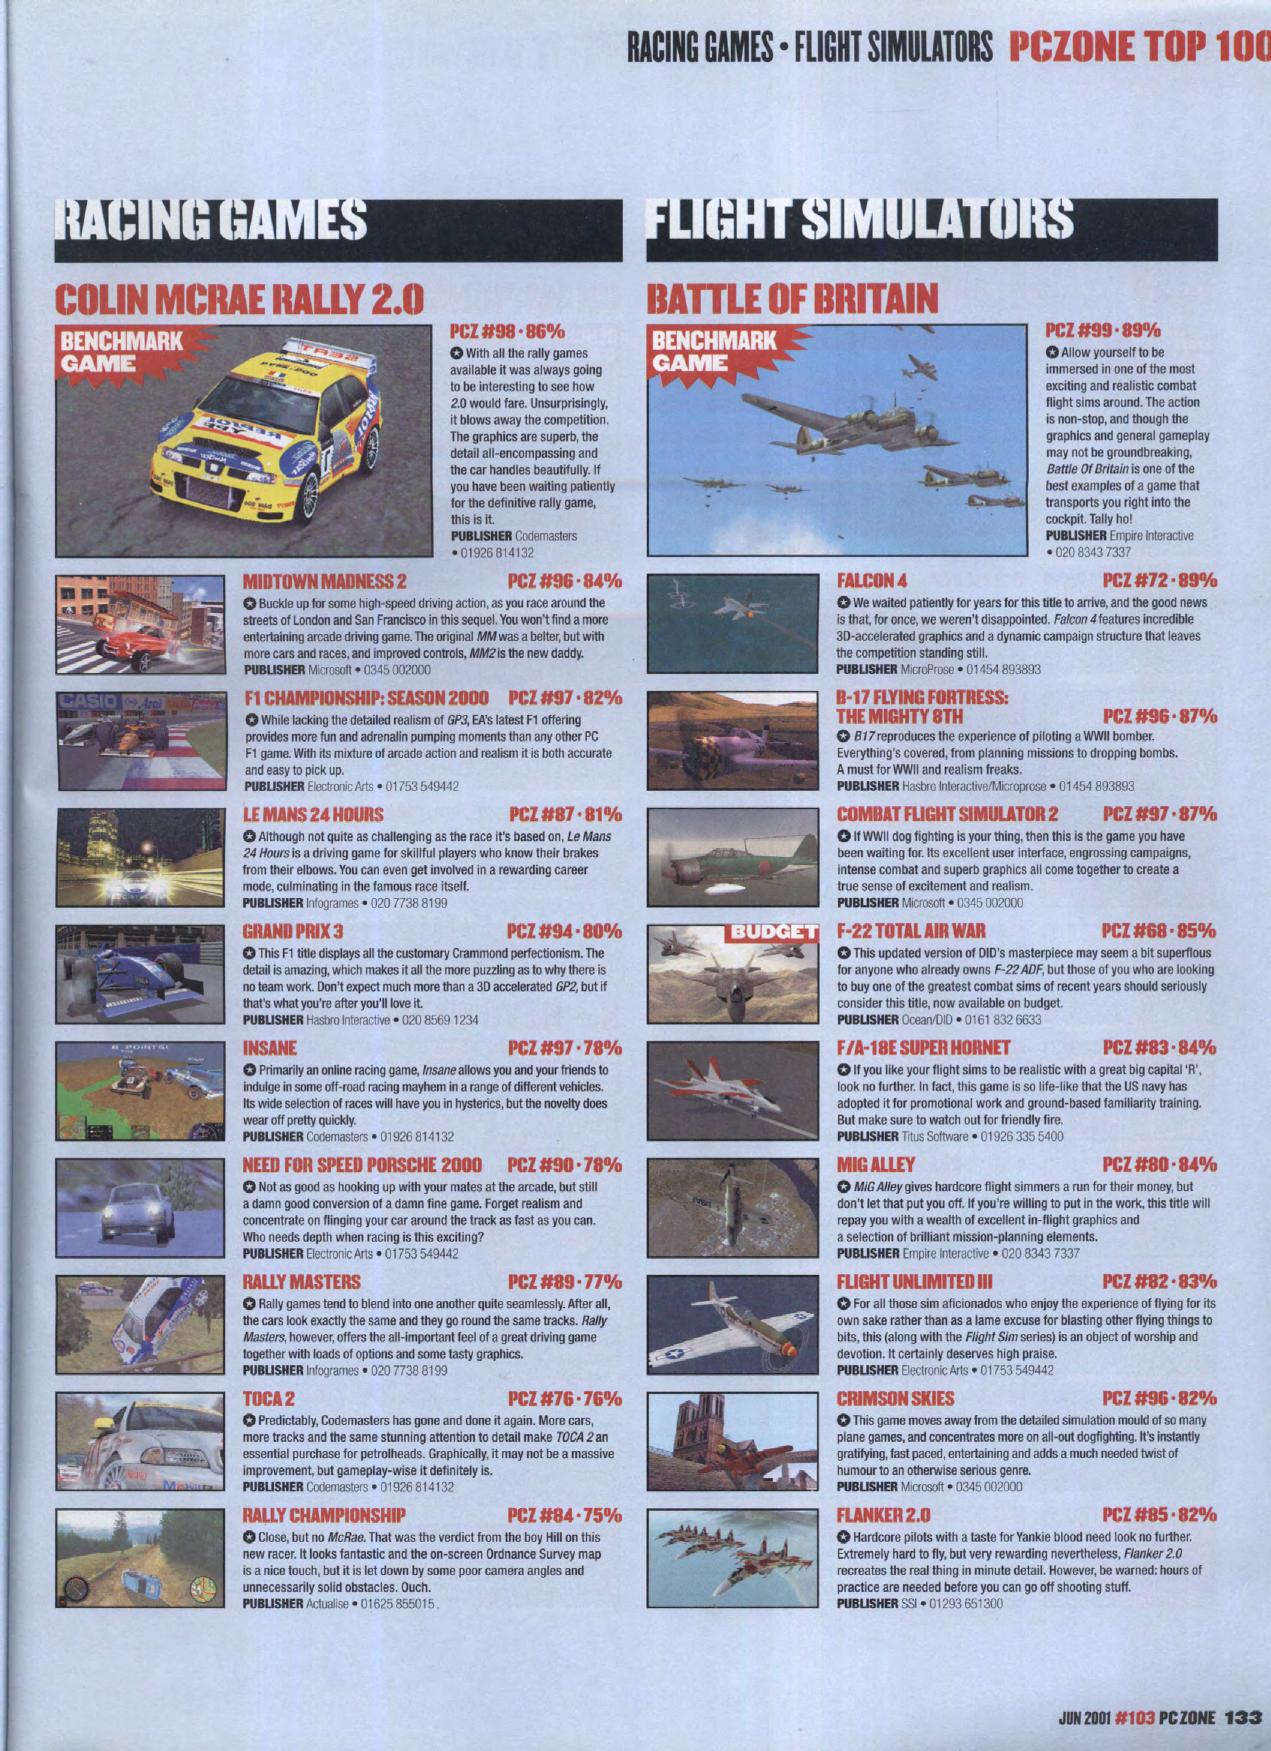 RACING GAMES • FLIGHT SIMULATORS PCZONE TOP 100
RACING GAMES
COLIN MCRAE RALLY 2.0
BENCHMARK
GAME
PCZ #98 • 86%
With all the rally games
available it was always going
to be interesting to see how
2.0 would fare. Unsurprisingly,
it blows away the competition.
The graphics are superb, the
detail all-encompassing and
the car handles beautifully. If
you have been waiting patiently
for the definitive rally game,
this is it.
PUBLISHER Codemasters
• 01926 814132
MIDTOWN MADNESS 2 PCZ #96 • 84%
Buckle up for some high-speed driving action, as you race around the
streets of London and San Francisco in this sequel. You won't find a more
entertaining arcade driving game. The original MM was a belter, but with
more cars and races, and improved controls, MM2 is the new daddy.
PUBLISHER Microsoft • 0345 002000
CASIO
F1 CHAMPIONSHIP: SEASON 2000 PCZ #97 • 82%
While lacking the detailed realism of GP3, EA's latest F1 offering
provides more fun and adrenalin pumping moments than any other PC
F1 game. With its mixture of arcade action and realism it is both accurate
and easy to pick up.
PUBLISHER Electronic Arts • 01753 549442
LE MANS 24 HOURS PCZ #87 • 81%
Although not quite as challenging as the race it's based on, Le Mans
24 Hours is a driving game for skillful players who know their brakes
from their elbows. You can even get involved in a rewarding career
mode, culminating in the famous race itself.
PUBLISHER Infogrames • 020 7738 8199
GRAND PRIX 3 PCZ #94 • 80%
This F1 title displays all the customary Crammond perfectionism. The
detail is amazing, which makes it all the more puzzling as to why there is
no team work. Don't expect much more than a 3D accelerated GP2, but if
that's what you're after you'll love it.
PUBLISHER Hasbro Interactive • 020 8569 1234
INSANE PCZ #97 • 78%
Primarily an online racing game, Insane allows you and your friends to
indulge in some off-road racing mayhem in a range of different vehicles.
Its wide selection of races will have you in hysterics, but the novelty does
wear off pretty quickly.
PUBLISHER Codemasters • 01926 814132
NEED FOR SPEED PORSCHE 2000 PCZ #90 • 78%
Not as good as hooking up with your mates at the arcade, but still
a damn good conversion of a damn fine game. Forget realism and
concentrate on flinging your car around the track as fast as you can.
Who needs depth when racing is this exciting?
PUBLISHER Electronic Arts • 01753 549442
RALLY MASTERS PCZ #89 • 77%
Rally games tend to blend into one another quite seamlessly. After all,
the cars look exactly the same and they go round the same tracks. Rally
Masters, however, offers the all-important feel of a great driving game
together with loads of options and some tasty graphics.
PUBLISHER Infogrames • 020 7738 8199
TOCA 2 PCZ #76 • 76%
Predictably, Codemasters has gone and done it again. More cars,
more tracks and the same stunning attention to detail make TOCA 2 an
essential purchase for petrolheads. Graphically, it may not be a massive
improvement, but gameplay-wise it definitely is.
PUBLISHER Codemasters • 01926 814132
RALLY CHAMPIONSHIP PCZ #84 • 75%
Close, but no McRae. That was the verdict from the boy Hill on this
new racer. It looks fantastic and the on-screen Ordnance Survey map
is a nice touch, but it is let down by some poor camera angles and
unnecessarily solid obstacles. Ouch.
PUBLISHER Actualise • 01625 855015
FLIGHT SIMULATORS
BATTLE OF BRITAIN
BENCHMARK
GAME
PCZ #99 • 89%
Allow yourself to be
immersed in one of the most
exciting and realistic combat
flight sims around. The action
is non-stop, and though the
graphics and general gameplay
may not be groundbreaking,
Battle Of Britain is one of the
best examples of a game that
transports you right into the
cockpit. Tally ho!
PUBLISHER Empire Interactive
• 020 8343 7337
FALCON 4 PCZ #72 • 89%
We waited patiently for years for this title to arrive, and the good news
is that, for once, we weren't disappointed. Falcon 4 features incredible
3D-accelerated graphics and a dynamic campaign structure that leaves
the competition standing still.
PUBLISHER MicroProse • 01454 893893
B-17 FLYING FORTRESS:
THE MIGHTY 8TH PCZ #96 • 87%
B17 reproduces the experience of piloting a WWII bomber.
Everything's covered, from planning missions to dropping bombs.
A must for WWII and realism freaks.
PUBLISHER Hasbro Interactive/Microprose • 01454 893893
COMBAT FLIGHT SIMULATOR 2 PCZ #97 • 87%
If WWII dog fighting is your thing, then this is the game you have
been waiting for. Its excellent user interface, engrossing campaigns,
intense combat and superb graphics all come together to create a
true sense of excitement and realism.
PUBLISHER Microsoft • 0345 002000
BUDGET
F-22 TOTAL AIR WAR PCZ #68 • 85%
This updated version of DID's masterpiece may seem a bit superflous
for anyone who already owns F-22 ADF, but those of you who are looking
to buy one of the greatest combat sims of recent years should seriously
consider this title, now available on budget.
PUBLISHER Ocean/DID • 0161 832 6633
F/A-18E SUPER HORNET PCZ #83 • 84%
If you like your flight sims to be realistic with a great big capital 'R',
look no further. In fact, this game is so life-like that the US navy has
adopted it for promotional work and ground-based familiarity training.
But make sure to watch out for friendly fire.
PUBLISHER Titus Software • 01926 335 5400
MIG ALLEY PCZ #80 • 84%
MiG Alley gives hardcore flight simmers a run for their money, but
don't let that put you off. If you're willing to put in the work, this title will
repay you with a wealth of excellent in-flight graphics and
a selection of brilliant mission-planning elements.
PUBLISHER Empire Interactive • 020 8343 7337
FLIGHT UNLIMITED III PCZ #82 • 83%
For all those sim aficionados who enjoy the experience of flying for its
own sake rather than as a lame excuse for blasting other flying things to
bits, this (along with the Flight Sim series) is an object of worship and
devotion. It certainly deserves high praise.
PUBLISHER Electronic Arts • 01753 549442
CRIMSON SKIES PCZ #96 • 82%
This game moves away from the detailed simulation mould of so many
plane games, and concentrates more on all-out dogfighting. It's instantly
gratifying, fast paced, entertaining and adds a much needed twist of
humour to an otherwise serious genre.
PUBLISHER Microsoft • 0345 002000
FLANKER 2.0 PCZ #85 • 82%
Hardcore pilots with a taste for Yankie blood need look no further.
Extremely hard to fly, but very rewarding nevertheless, Flanker 2.0
recreates the real thing in minute detail. However, be warned: hours of
practice are needed before you can go off shooting stuff.
PUBLISHER SSI • 01293 651300
JUN 2001 #103 PC ZONE 133